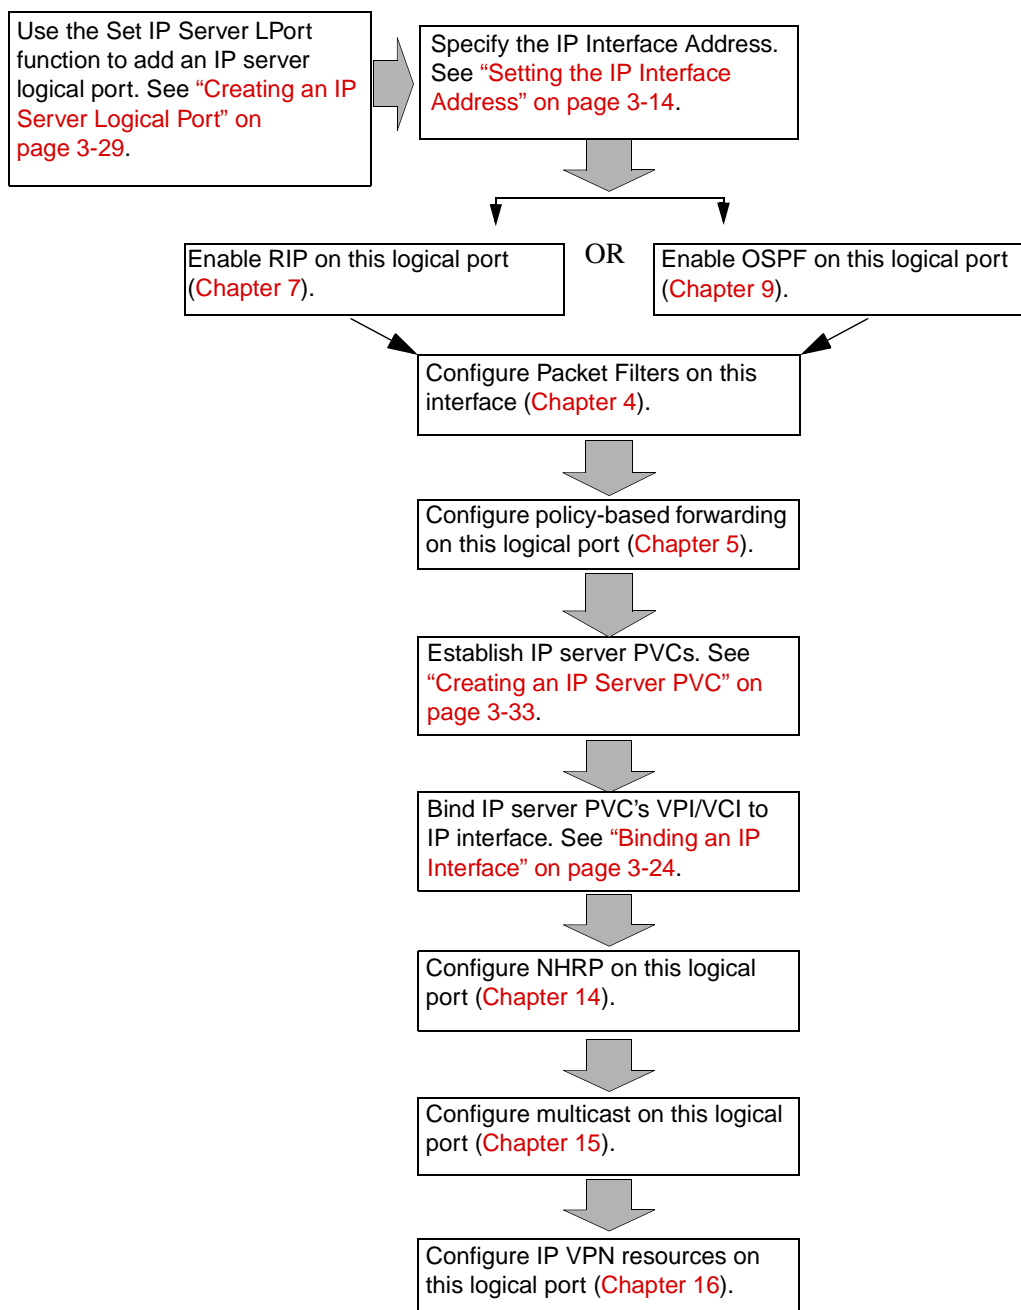 Use the Set IP Server LPort
function to add an IP server
logical port. See “Creating an IP
Server Logical Port” on
page 3-29.
Specify the IP Interface Address.
See “Setting the IP Interface
Address” on page 3-14.
Enable RIP on this logical port
(Chapter 7).
OR
Enable OSPF on this logical port
(Chapter 9).
Configure Packet Filters on this
interface (Chapter 4).
Configure policy-based forwarding
on this logical port (Chapter 5).
Establish IP server PVCs. See
“Creating an IP Server PVC” on
page 3-33.
Bind IP server PVC’s VPI/VCI to
IP interface. See “Binding an IP
Interface” on page 3-24.
Configure NHRP on this logical
port (Chapter 14).
Configure multicast on this logical
port (Chapter 15).
Configure IP VPN resources on
this logical port (Chapter 16).